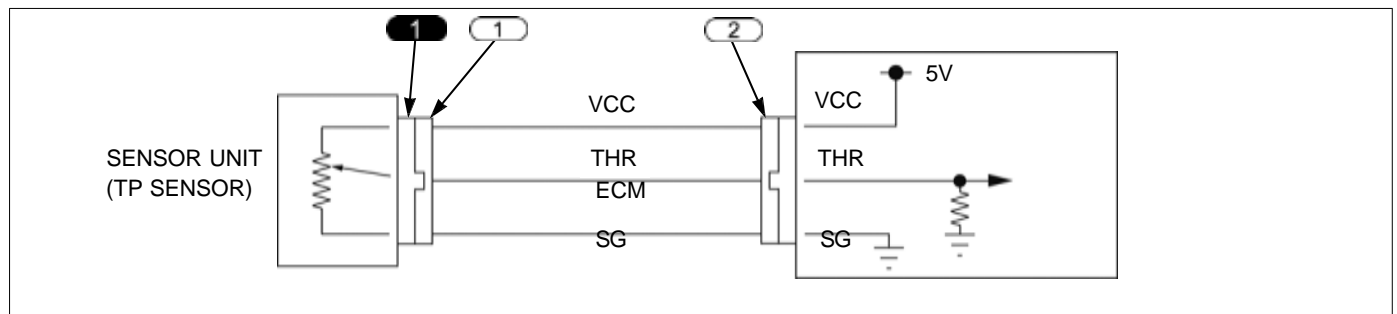 1 1 2
5V
VCC VCC
SENSOR UNIT THR THR
(TP SENSOR) ECM
SG SG